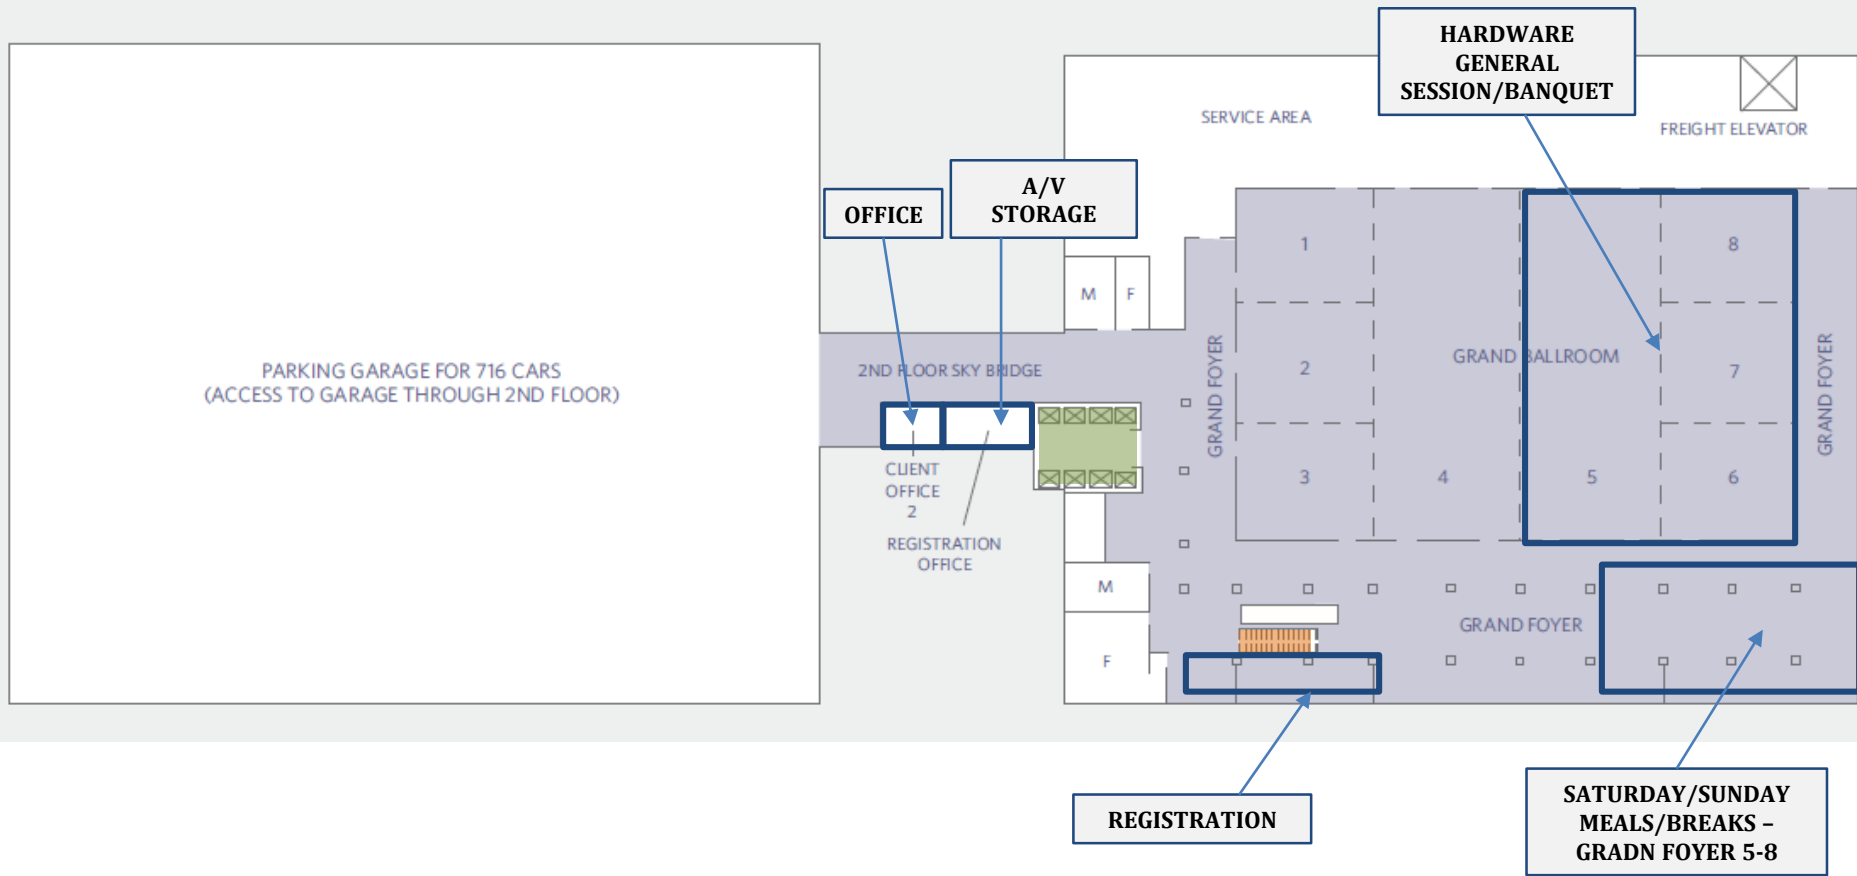 HARDWARE
GENERAL
SESSION/BANQUET
SERVICE AREA
FREIGHT ELEVATOR
OFFICE
A/V
STORAGE
1
8
M
F
PARKING GARAGE FOR 716 CARS
(ACCESS TO GARAGE THROUGH 2ND FLOOR)
2ND FLOOR SKY BRIDGE
GRAND FOYER
2
GRAND BALLROOM
7
GRAND FOYER
CLIENT
OFFICE
2
REGISTRATION
OFFICE
3
4
5
6
M
F
GRAND FOYER
REGISTRATION
SATURDAY/SUNDAY
MEALS/BREAKS –
GRADN FOYER 5-8